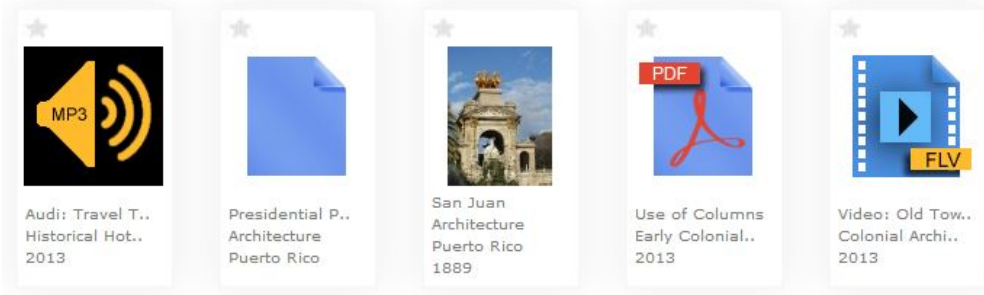 MP3
Audi: Travel T..
Historical Hot..
2013
Presidential P..
Architecture
Puerto Rico
San Juan
Architecture
Puerto Rico
1889
PDF
Use of Columns
Early Colonial..
2013
FLV
Video: Old Tow..
Colonial Archi..
2013